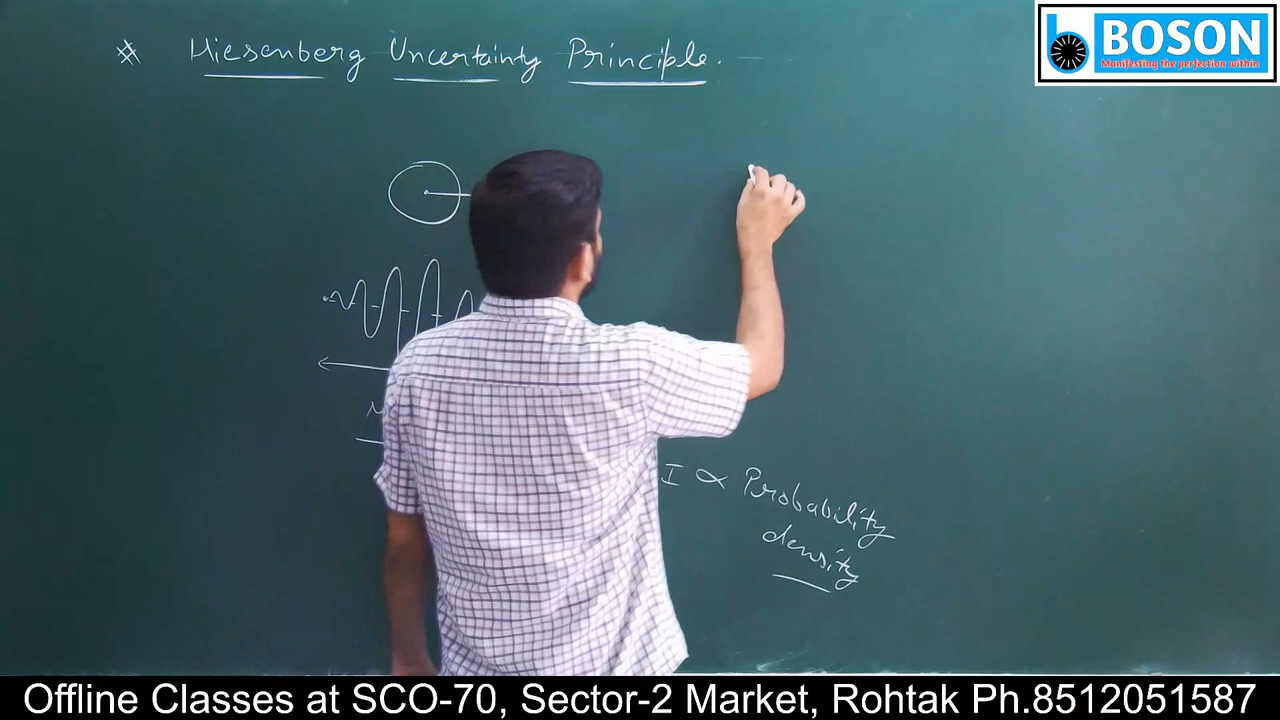 * Hiesenberg Uncertainty Principle.
BOSON
Manifesting the perfection within
I ∝ Probability
density
Offline Classes at SCO-70, Sector-2 Market, Rohtak Ph.8512051587